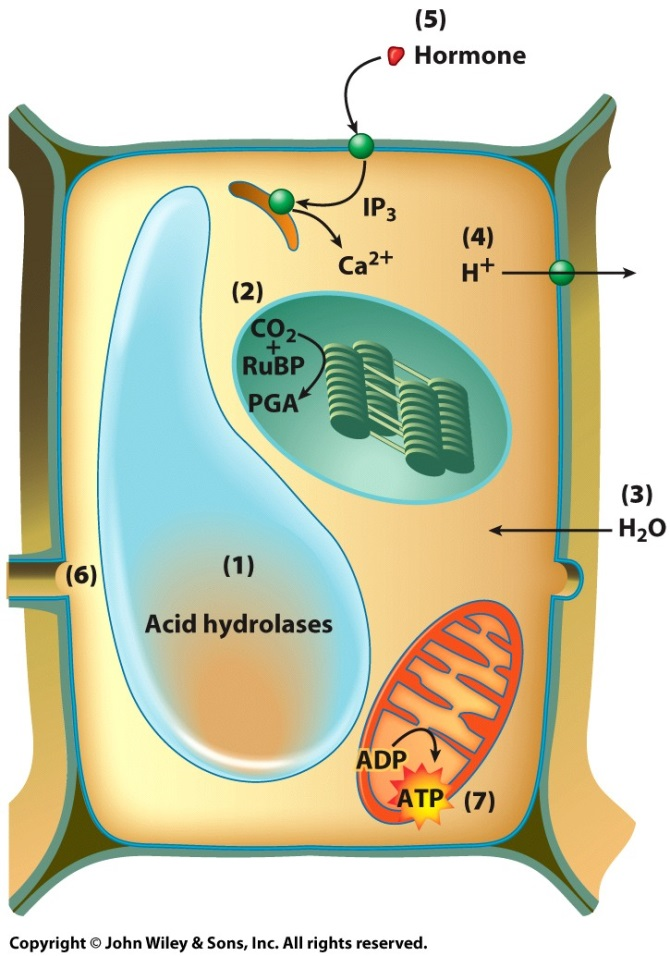 (5)
Hormone
IP₃
Ca²⁺
(4)
H⁺
(2)
CO₂
+
RuBP
PGA
(3)
H₂O
(6)
(1)
Acid hydrolases
ADP
ATP
(7)
Copyright © John Wiley & Sons, Inc. All rights reserved.